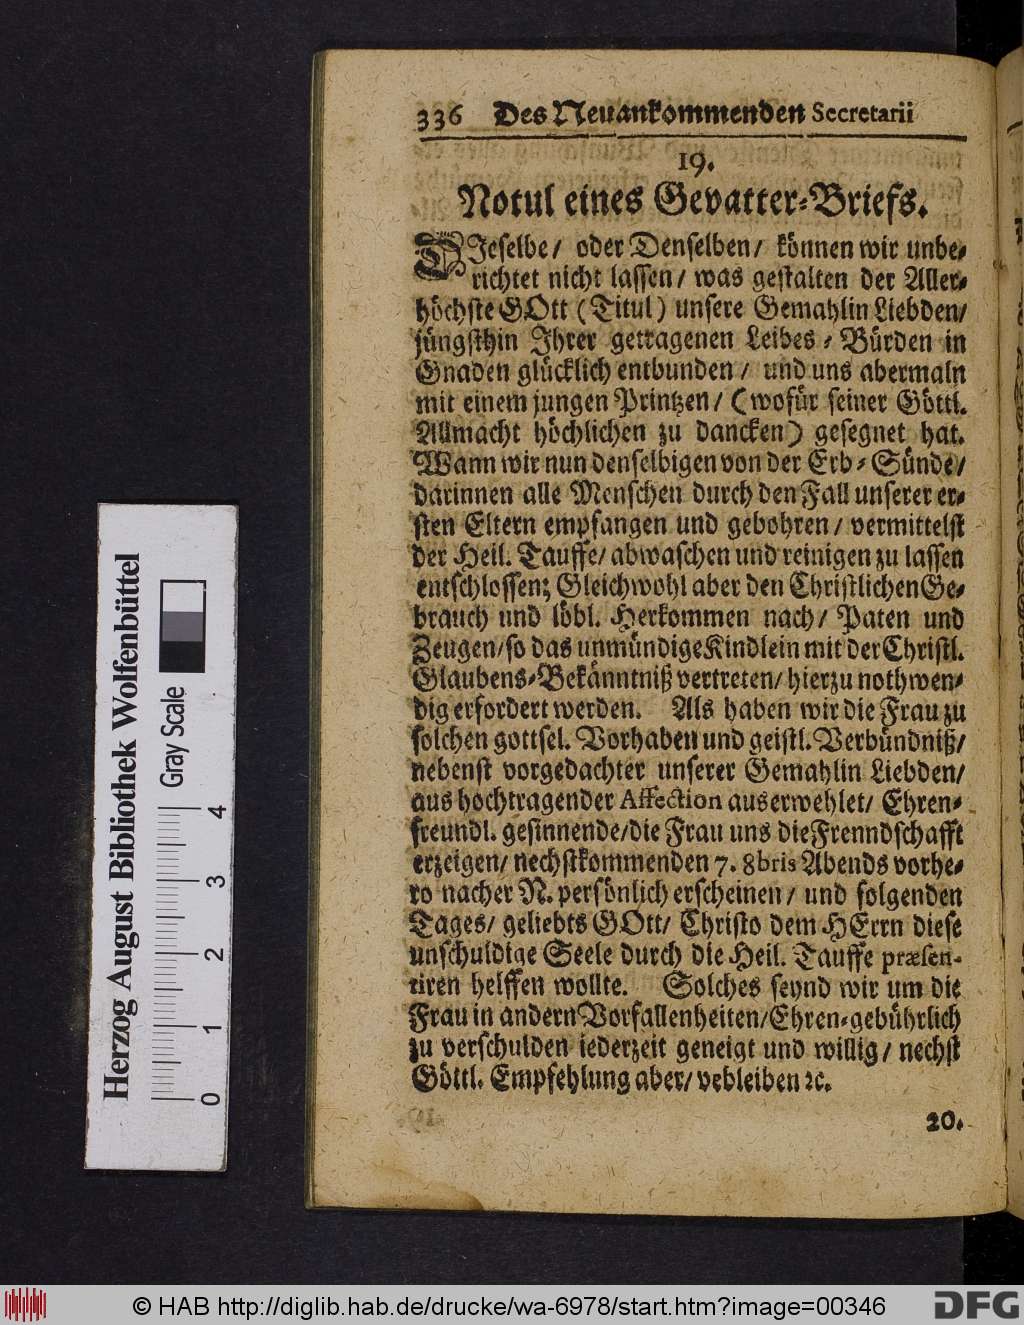 336 Des Neuankommenden Secretarii
19.
Notul eines Gevatter-Briefs.
DJeselbe/ oder Denselben/ können wir unbe-
richtet nicht lassen/ was gestalten der Aller-
höchste GOtt (Titul) unsere Gemahlin Liebden/
jüngsthin Ihrer getragenen Leibes-Bürden in
Gnaden glücklich entbunden/ und uns abermaln
mit einem jungen Printzen/ (wofür seiner Göttl.
Allmacht höchlichen zu dancken) gesegnet hat.
Wann wir nun denselbigen von der Erb-Sünde/
darinnen alle Menschen durch den Fall unserer er-
sten Eltern empfangen und gebohren/ vermittelst
der Heil. Tauffe/ abwaschen und reinigen zu lassen
entschlossen; Gleichwohl aber den Christlichen Ge-
brauch und löbl. Herkommen nach/ Paten und
Zeugen/ so das unmündige Kindlein mit der Christl.
Glaubens-Bekänntniß vertreten/ hierzu nothwen-
dig erfordert werden. Als haben wir die Frau zu
solchen gottsel. Vorhaben und geistl. Verbündniß/
nebenst vorgedachter unserer Gemahlin Liebden/
aus hochtragender Affection auserwehlet/ Ehren-
freundl. gesinnende/ die Frau uns die Frenndschafft
erzeigen/ nechstkommenden 7. 8bris Abends vorhe-
ro nacher N. persönlich erscheinen/ und folgenden
Tages/ geliebts GOtt/ Christo dem HErrn diese
unschuldige Seele durch die Heil. Tauffe præsen-
tiren helffen wollte. Solches seynd wir um die
Frau in andern Vorfallenheiten/ Ehren-gebührlich
zu verschulden iederzeit geneigt und willig/ nechst
Göttl. Empfehlung aber/ vebleiben ꝛc.
20.
Herzog August Bibliothek Wolfenbüttel
Gray Scale
0 1 2 3 4
© HAB http://diglib.hab.de/drucke/wa-6978/start.htm?image=00346
DFG